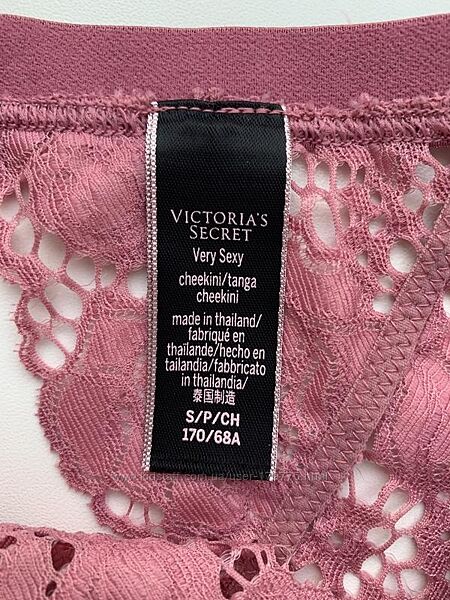 VICTORIA'S
SECRET
Very Sexy
cheekini/tanga
cheekini
made in thailand/
fabriqué en
thaïlande/hecho en
tailandia/fabbricato
in thailandia/
泰国制造
S/P/CH
170/68A